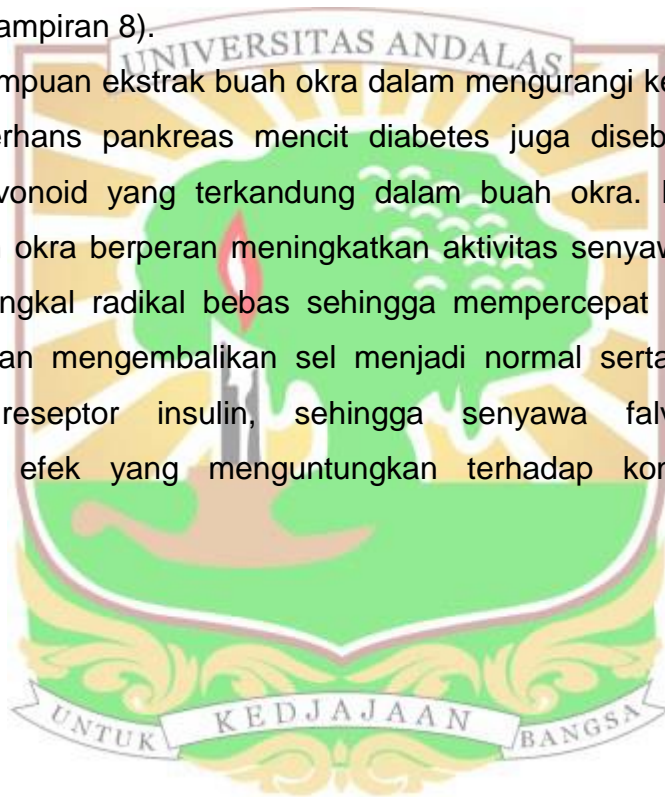 ampiran 8).
UNIVERSITAS ANDALAS
mpuan ekstrak buah okra dalam mengurangi ke
erhans pankreas mencit diabetes juga diseb
vonoid yang terkandung dalam buah okra.
okra berperan meningkatkan aktivitas senyaw
ngkal radikal bebas sehingga mempercepat
an mengembalikan sel menjadi normal serta
reseptor insulin, sehingga senyawa falv
efek yang menguntungkan terhadap kon
UNTUK KEDJAJAAN BANGSA